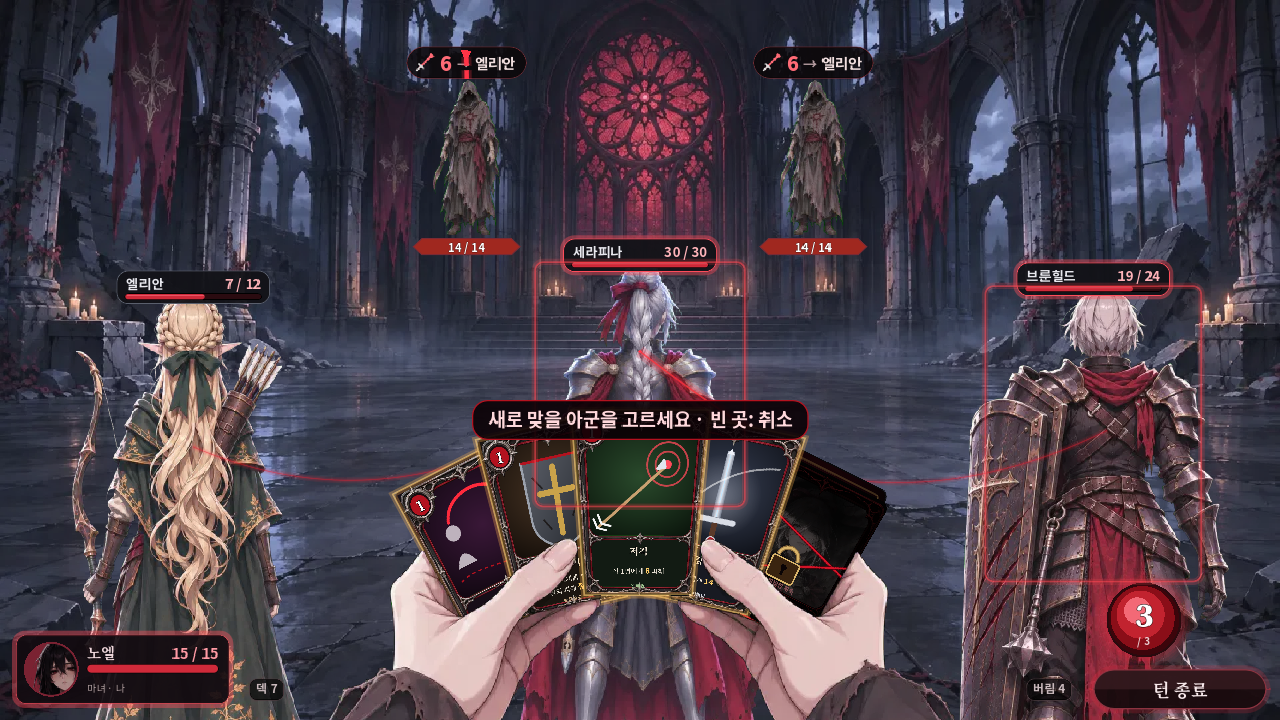 6 → 엘리안
6 → 엘리안
14 / 14
14 / 14
세라피나 30 / 30
엘리안 7 / 12
브룬힐드 19 / 24
새로 맞을 아군을 고르세요 · 빈 곳: 취소
1
1
저격
3
/ 3
노엘 15 / 15
마녀 · 나
덱 7
버림 4
턴 종료